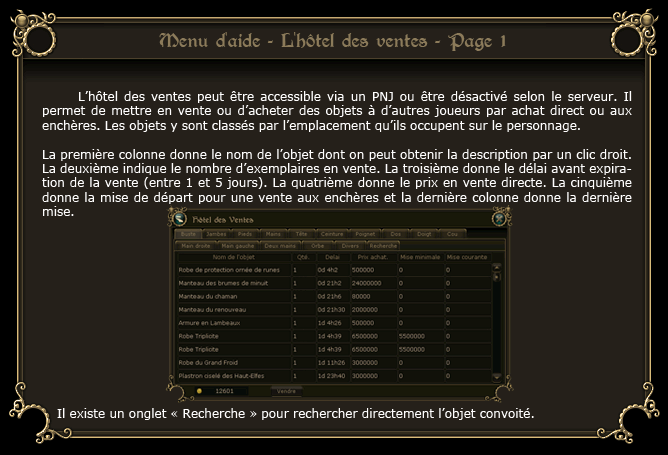 Menu d'aide - L'hôtel des ventes - Page 1
L'hôtel des ventes peut être accessible via un PNJ ou être désactivé selon le serveur. Il
permet de mettre en vente ou d'acheter des objets à d'autres joueurs par achat direct ou aux
enchères. Les objets y sont classés par l'emplacement qu'ils occupent sur le personnage.
La première colonne donne le nom de l'objet dont on peut obtenir la description par un clic droit.
La deuxième indique le nombre d'exemplaires en vente. La troisième donne le délai avant expira-
tion de la vente (entre 1 et 5 jours). La quatrième donne le prix en vente directe. La cinquième
donne la mise de départ pour une vente aux enchères et la dernière colonne donne la dernière
mise.
Hôtel des Ventes
Buste Jambes Pieds Mains Tête Ceinture Poignet Dos Doigt Cou
Main droite Main gauche Deux mains Orbe Divers Recherche
Nom de l'objet Qté. Delai Prix achat. Mise minimale Mise courante
Robe de protection ornée de runes 1 0d 4h2 500000 0 0
Manteau des brumes de minuit 1 0d 21h2 24000000 0 0
Manteau du chaman 1 0d 21h6 80000 0 0
Manteau du renouveau 1 0d 21h30 2000000 0 0
Armure en Lambeaux 1 1d 4h26 500000 0 0
Robe Triplicite 1 1d 4h39 6500000 5500000 0
Robe Triplicite 1 1d 4h39 6500000 5500000 0
Robe du Grand Froid 1 1d 11h26 3000000 0 0
Plastron ciselé des Haut-Elfes 1 1d 23h40 3000000 0 0
12601 Vendre
Il existe un onglet « Recherche » pour rechercher directement l'objet convoité.